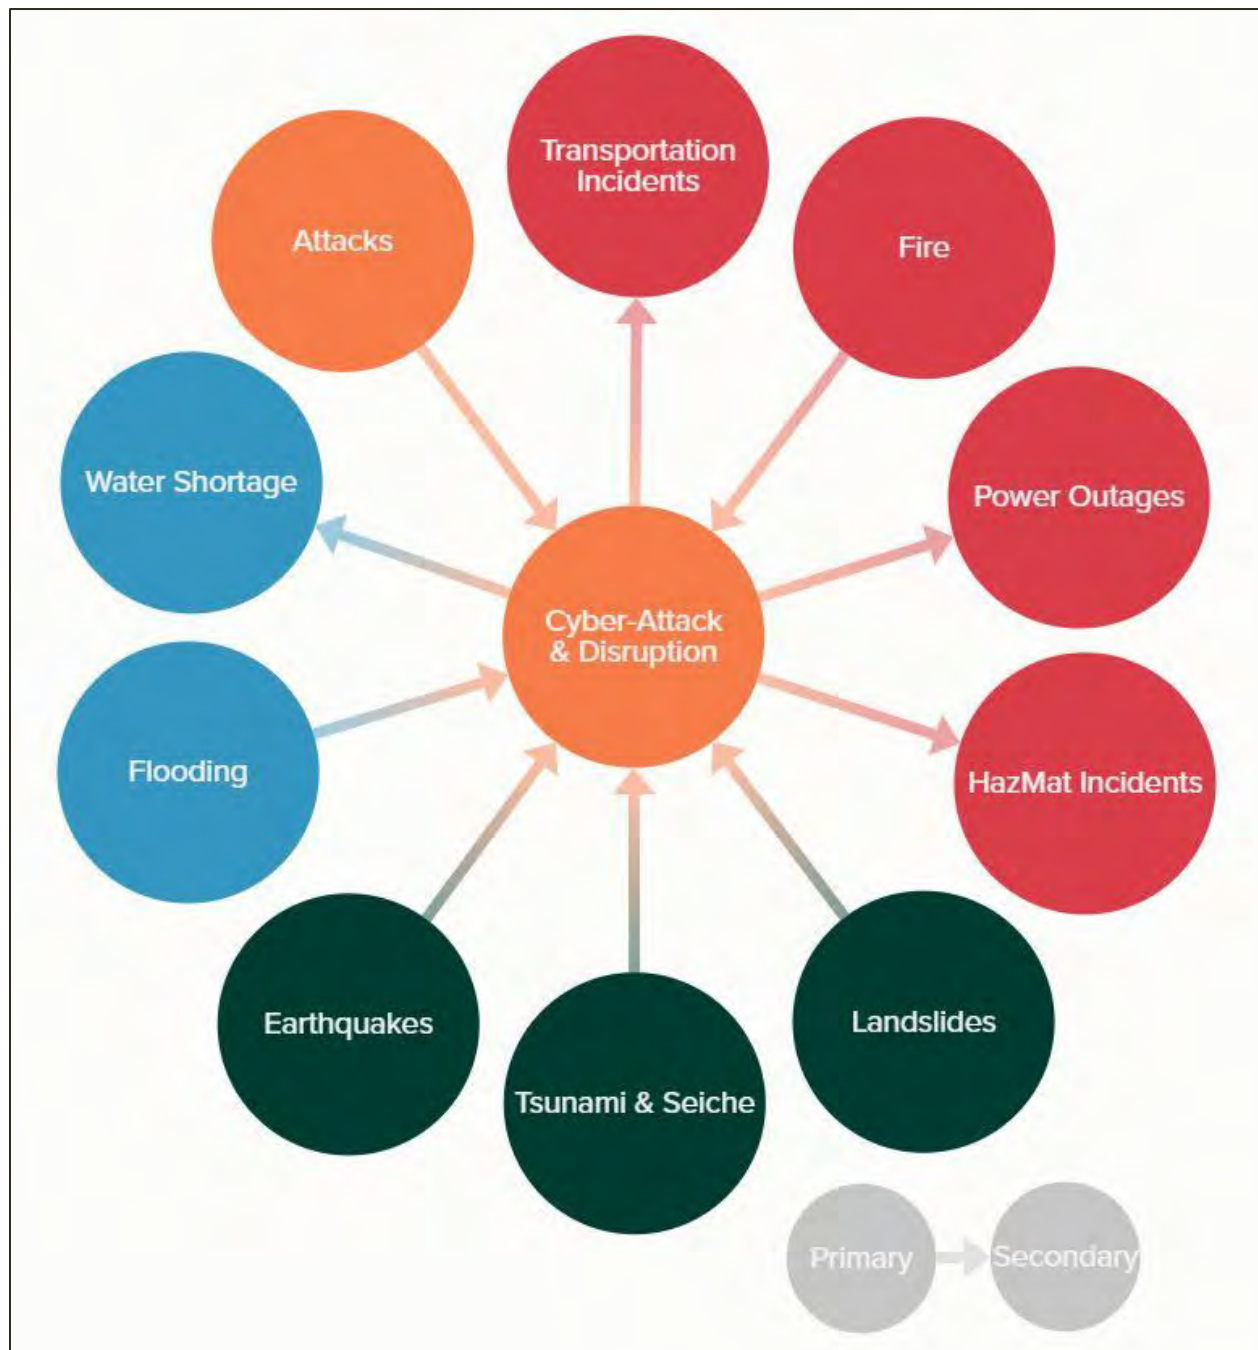 Transportation
Incidents
Attacks
Fire
Water Shortage
Power Outages
Cyber-Attack
& Disruption
Flooding
HazMat Incidents
Earthquakes
Landslides
Tsunami & Seiche
Primary
Secondary